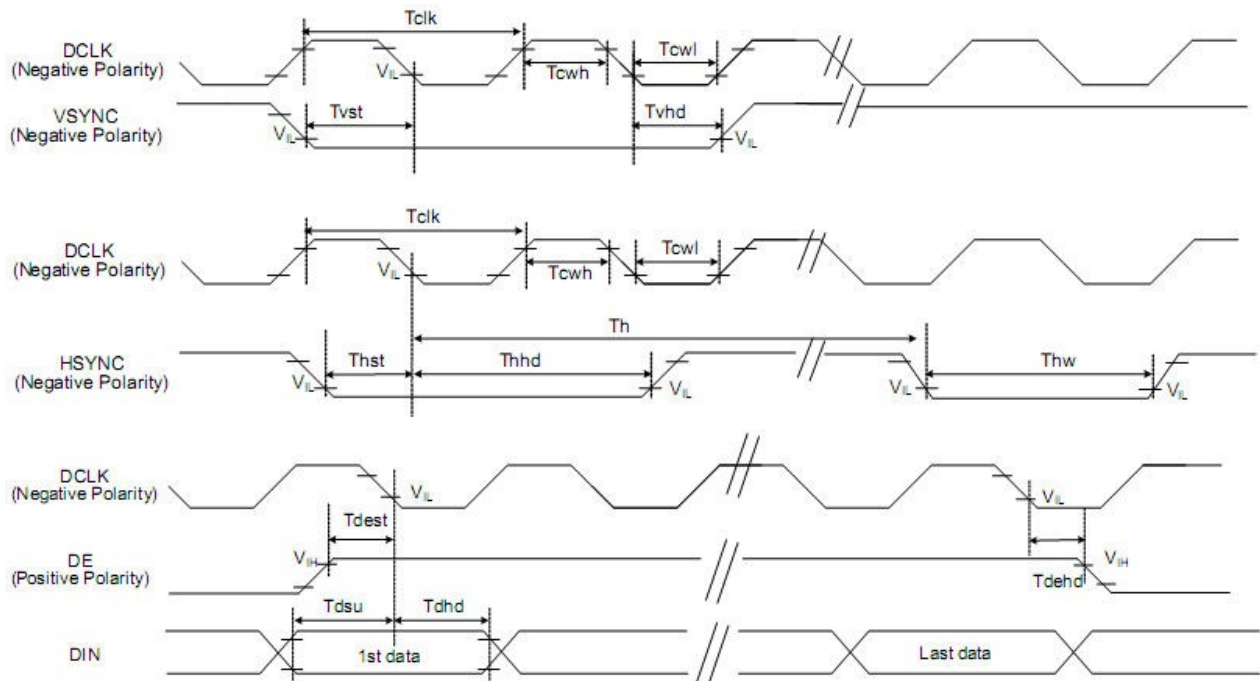 Tclk
DCLK
(Negative Polarity)
VIL
Tcwh
Tcwl
VSYNC
(Negative Polarity)
VIL
Tvst
Tvhd
VIL
Tclk
DCLK
(Negative Polarity)
VIL
Tcwh
Tcwl
Th
HSYNC
(Negative Polarity)
VIL
Thst
Thhd
VIL
VIL
Thw
VIL
DCLK
(Negative Polarity)
VIL
VIL
Tdest
DE
(Positive Polarity)
VIH
VIH
Tdehd
Tdsu
Tdhd
DIN
1st data
Last data